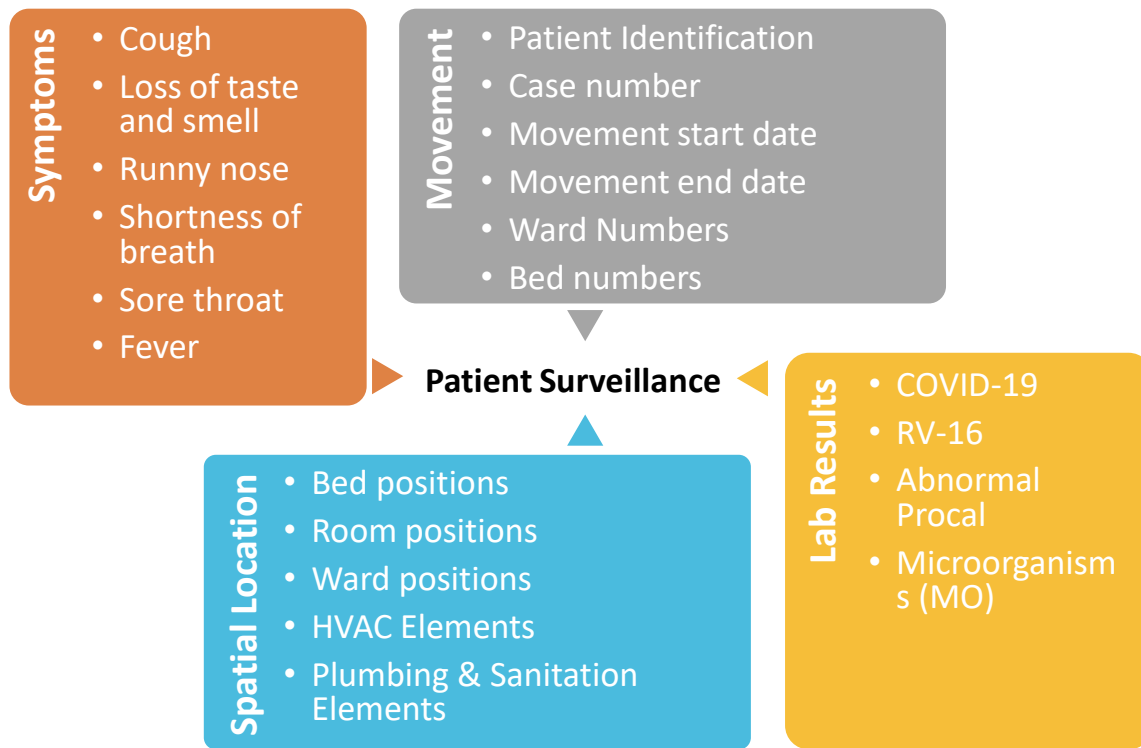 Symptoms
• Cough
• Loss of taste
and smell
• Runny nose
• Shortness of
breath
• Sore throat
• Fever
Movement
• Patient Identification
• Case number
• Movement start date
• Movement end date
• Ward Numbers
• Bed numbers
Patient Surveillance
Spatial Location
• Bed positions
• Room positions
• Ward positions
• HVAC Elements
• Plumbing & Sanitation
Elements
Lab Results
• COVID-19
• RV-16
• Abnormal
Procal
• Microorganism
s (MO)